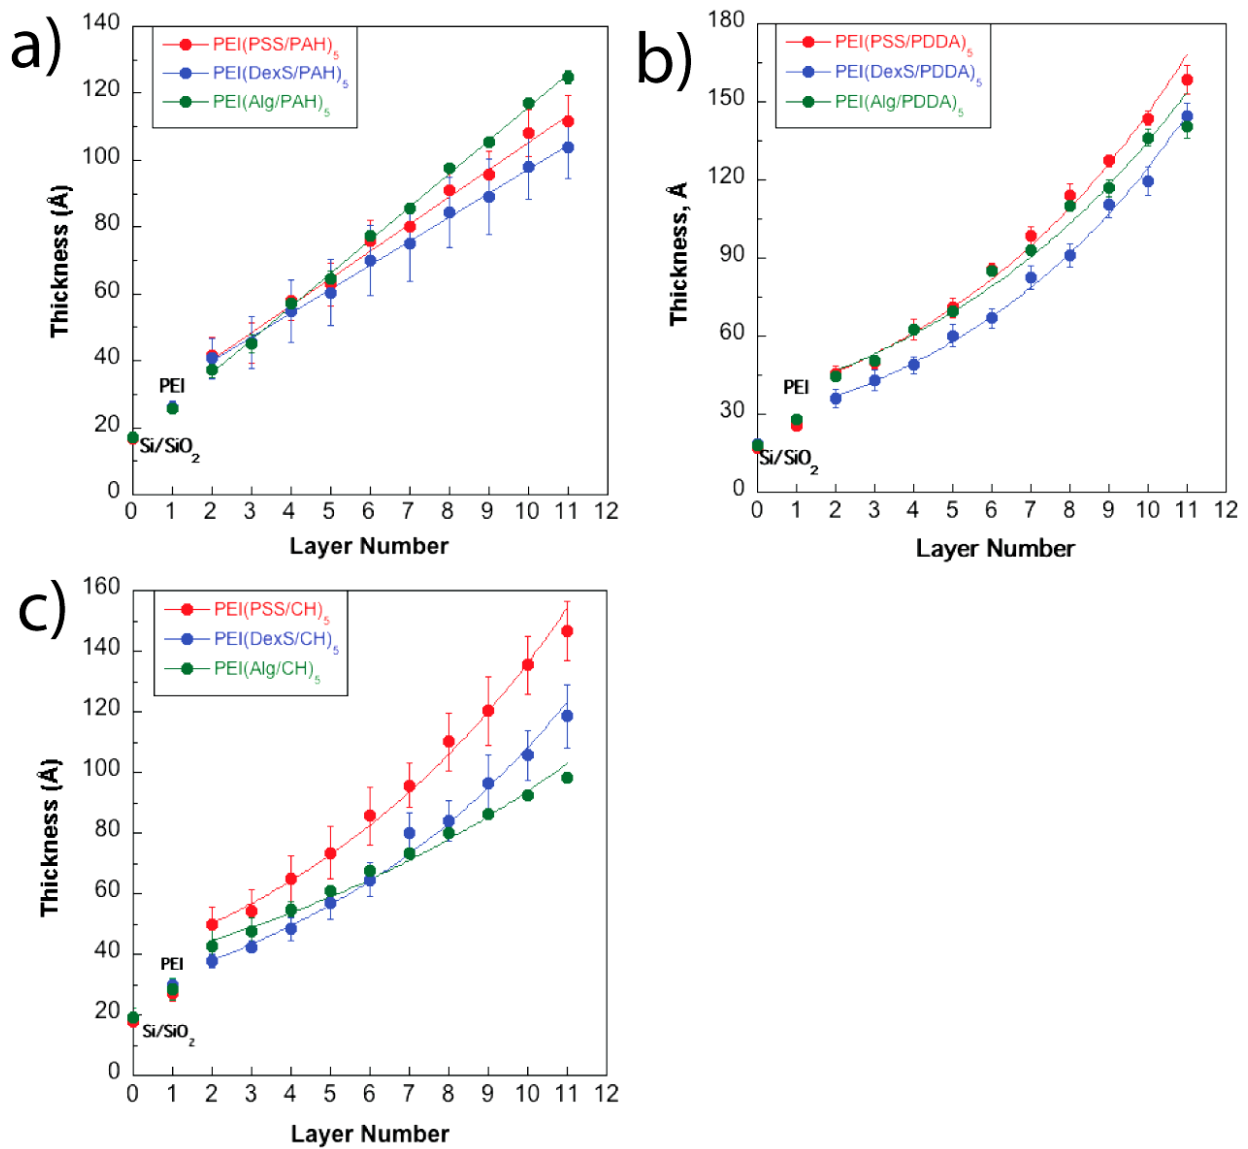 a)
140
120
100
80
60
40
20
0
Thickness (Å)
PEI(PSS/PAH)₅
PEI(DexS/PAH)₅
PEI(Alg/PAH)₅
PEI
Si/SiO₂
0 1 2 3 4 5 6 7 8 9 10 11 12
Layer Number
b)
180
150
120
90
60
30
0
Thickness, Å
PEI(PSS/PDDA)₅
PEI(DexS/PDDA)₅
PEI(Alg/PDDA)₅
PEI
Si/SiO₂
0 1 2 3 4 5 6 7 8 9 10 11 12
Layer Number
c)
160
140
120
100
80
60
40
20
0
Thickness (Å)
PEI(PSS/CH)₅
PEI(DexS/CH)₅
PEI(Alg/CH)₅
PEI
Si/SiO₂
0 1 2 3 4 5 6 7 8 9 10 11 12
Layer Number